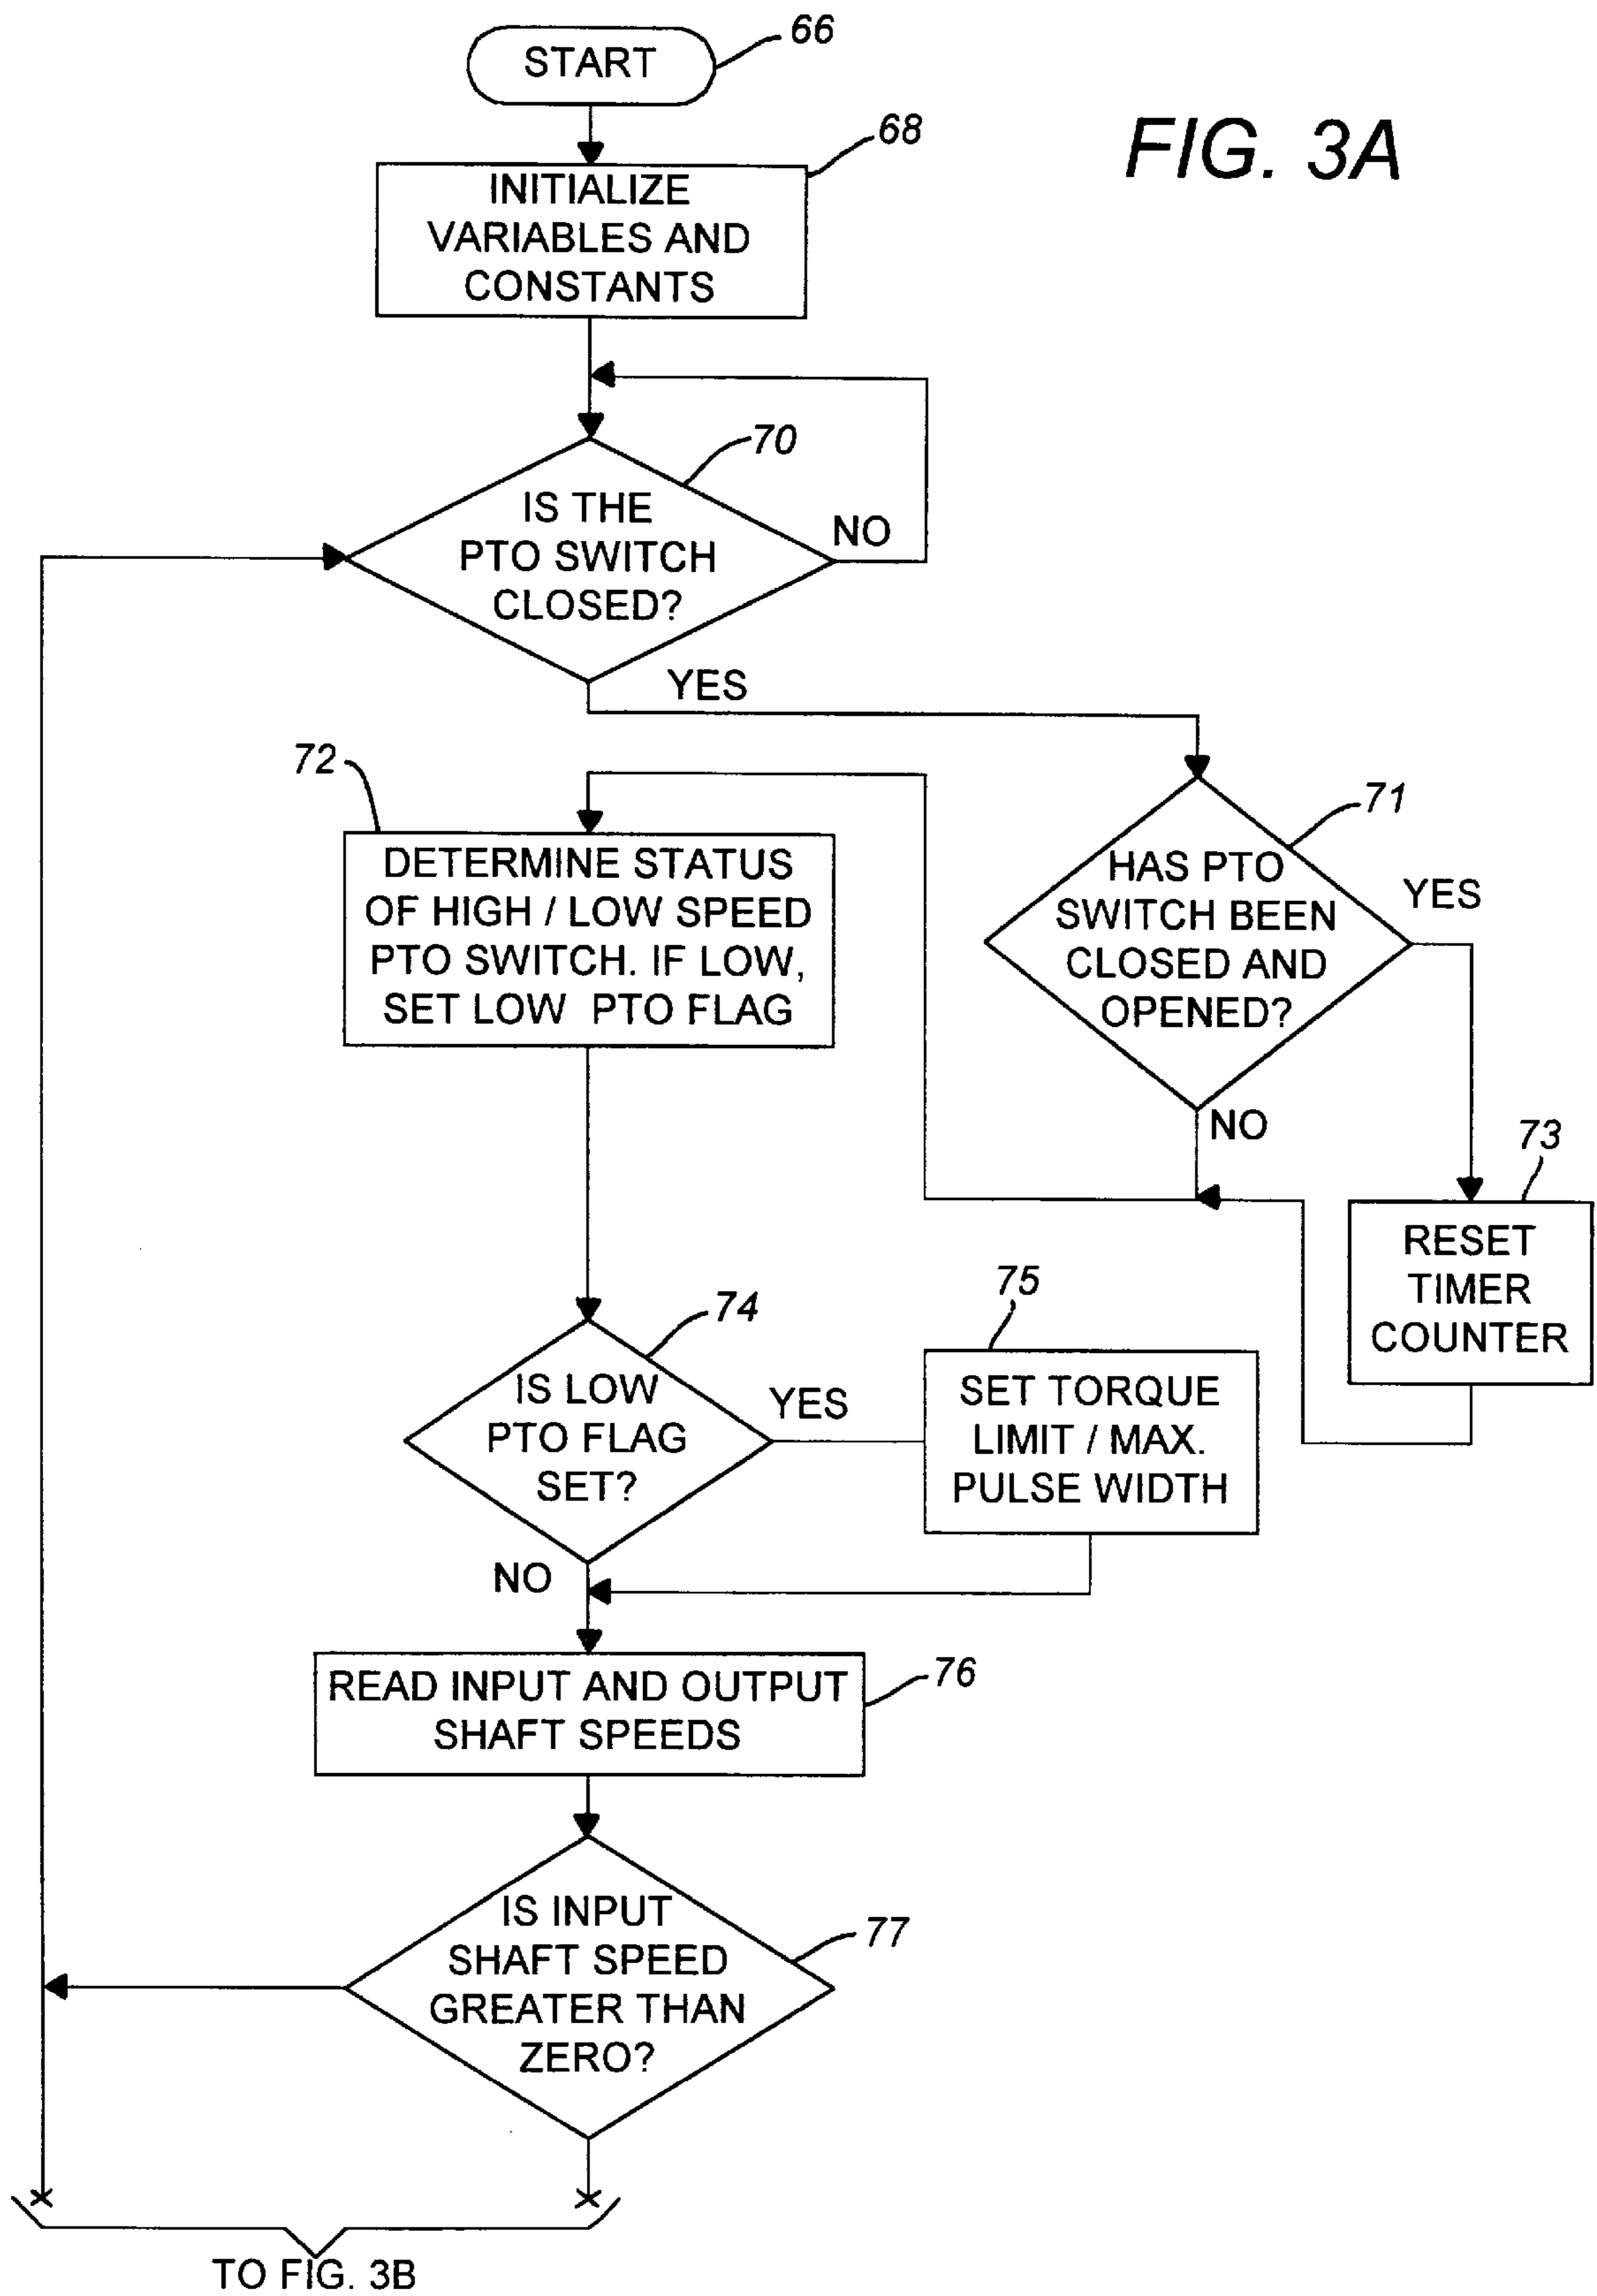 START
66
FIG. 3A
68
INITIALIZE
VARIABLES AND
CONSTANTS
70
IS THE
PTO SWITCH
CLOSED?
NO
YES
72
DETERMINE STATUS
OF HIGH / LOW SPEED
PTO SWITCH. IF LOW,
SET LOW PTO FLAG
71
HAS PTO
SWITCH BEEN
CLOSED AND
OPENED?
YES
NO
73
RESET
TIMER
COUNTER
74
IS LOW
PTO FLAG
SET?
YES
75
SET TORQUE
LIMIT / MAX.
PULSE WIDTH
NO
76
READ INPUT AND OUTPUT
SHAFT SPEEDS
77
IS INPUT
SHAFT SPEED
GREATER THAN
ZERO?
TO FIG. 3B